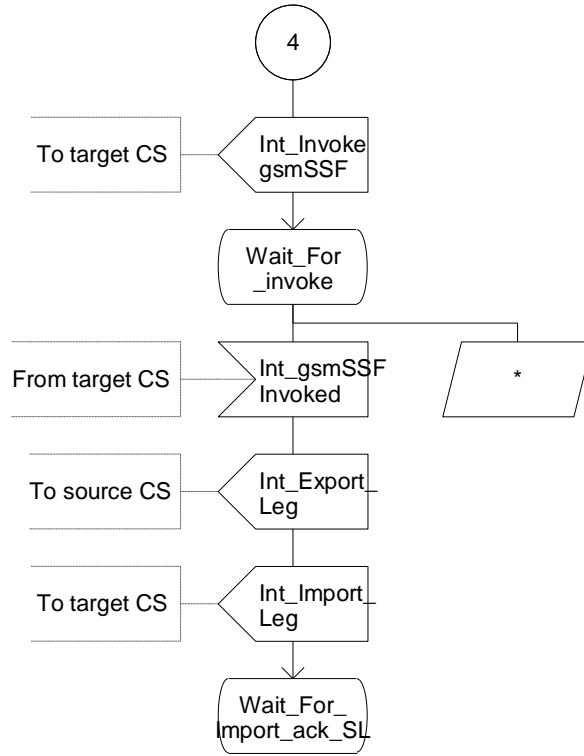 4
To target CS
Int_Invoke
gsmSSF
Wait_For
_invoke
From target CS
Int_gsmSSF
Invoked
*
To source CS
Int_Export_
Leg
To target CS
Int_Import_
Leg
Wait_For_
Import_ack_SL